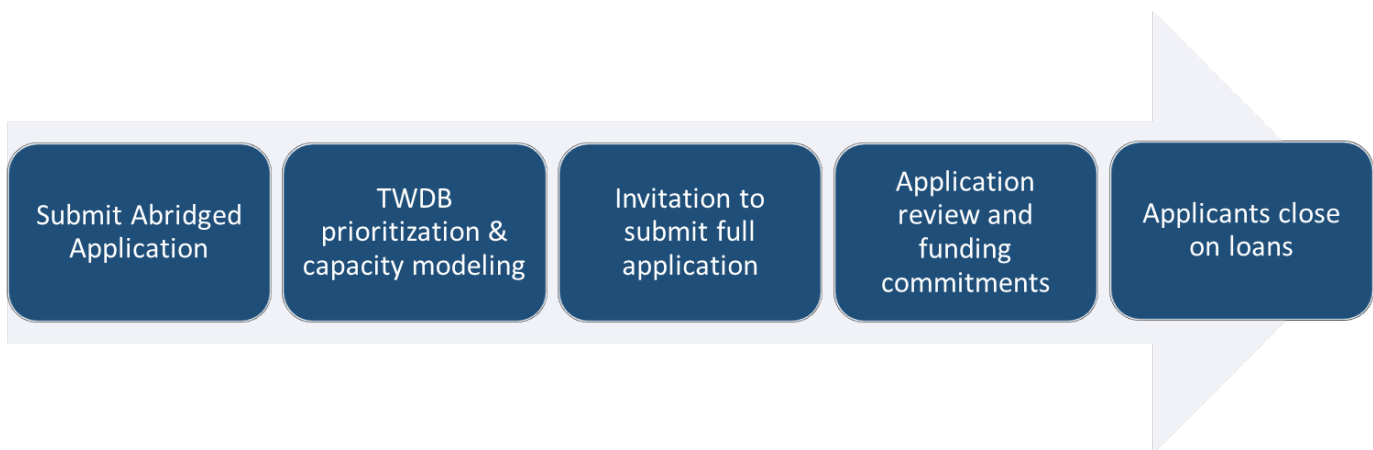 Submit Abridged
Application
TWDB
prioritization &
capacity modeling
Invitation to
submit full
application
Application
review and
funding
commitments
Applicants close
on loans